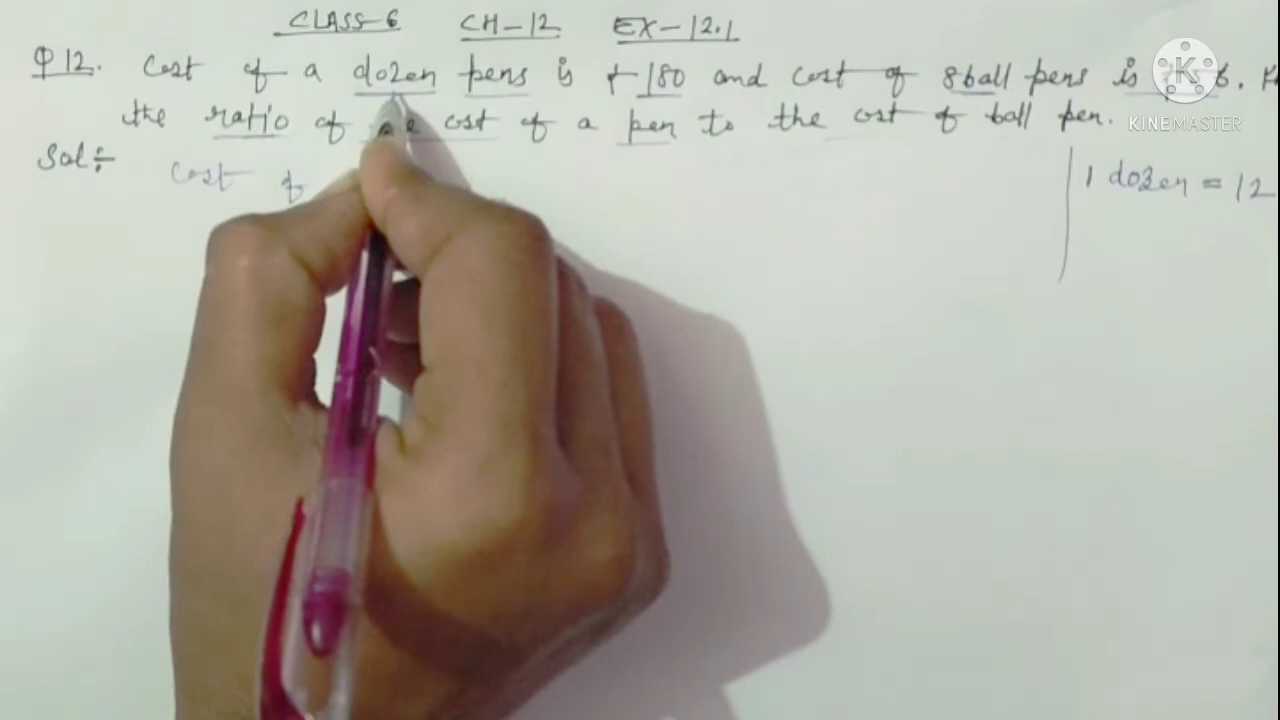 CLASS-6 CH-12 EX-12.1
Q12. Cost of a dozen pens is ₹ 180 and cost of 8 ball pens is
the ratio of cost of a pen to the cost of ball pen.
Sol:- Cost of
1 dozen = 12
KINEMASTER